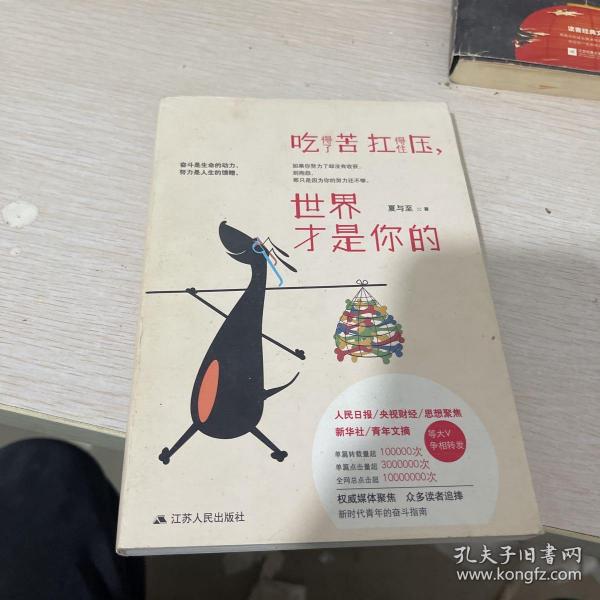 读客经典文
吃得了苦 扛得住压，
奋斗是生命的动力，
努力是人生的馈赠。
如果你努力了却没有收获，
别抱怨，
那只是因为你的努力还不够。
世界
夏与至 著
才是你的
人民日报/央视财经/思想聚焦
新华社/青年文摘
等大V
争相转发
单篇转载量超 100000次
单篇点击量超 3000000次
全网总点击超 10000000次
权威媒体聚焦 众多读者追捧
新时代青年的奋斗指南
江苏人民出版社
孔夫子旧书网
www.kongfz.com